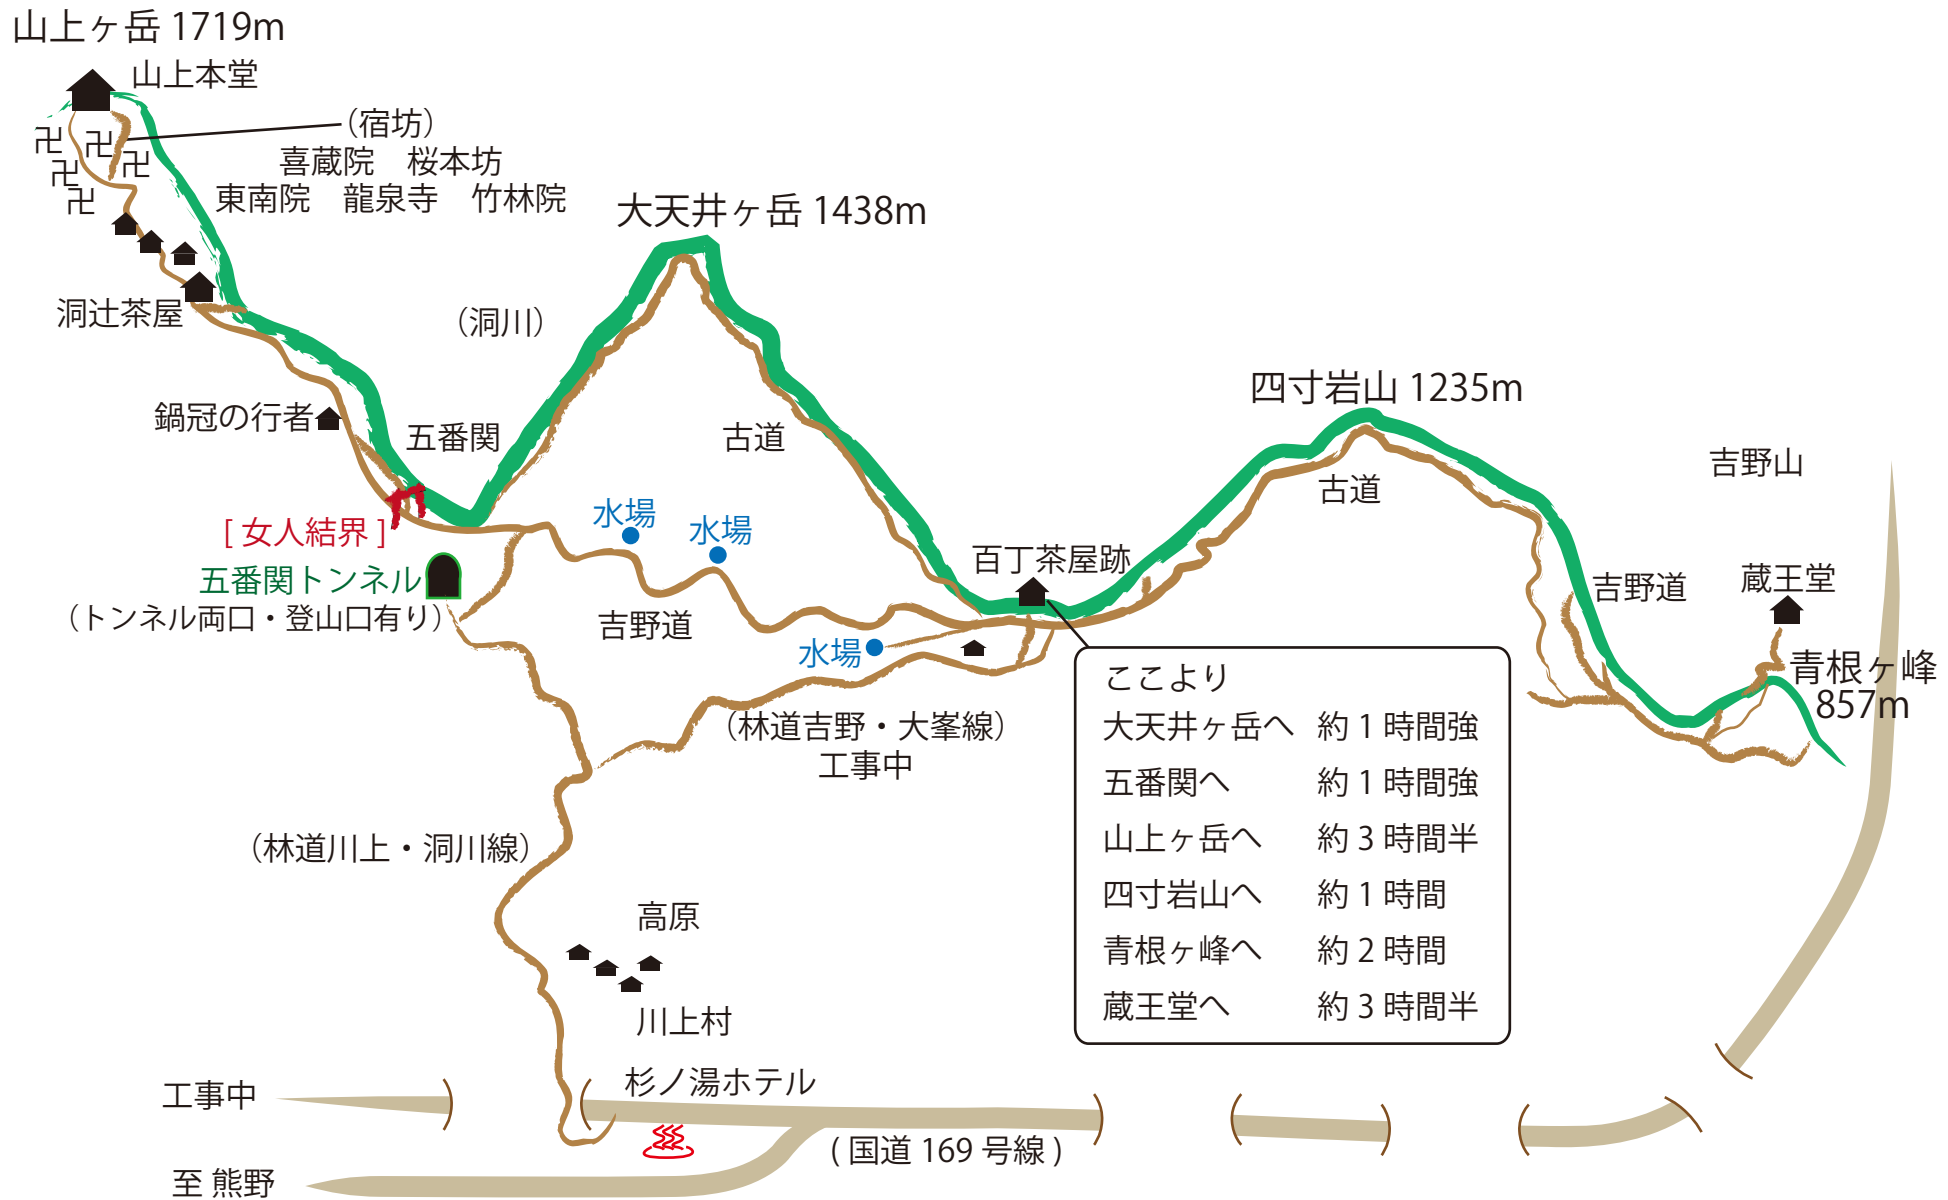 山上ヶ岳 1719m
山上本堂
（宿坊）
喜蔵院　桜本坊
東南院　龍泉寺　竹林院
卍
卍
卍
卍
卍
大天井ヶ岳 1438m
洞辻茶屋
（洞川）
四寸岩山 1235m
鍋冠の行者
五番関
古道
古道
吉野山
[ 女人結界 ]
水場
水場
五番関トンネル
（トンネル両口・登山口有り）
吉野道
水場
百丁茶屋跡
吉野道
蔵王堂
青根ヶ峰
857m
（林道吉野・大峯線）
工事中
ここより
大天井ヶ岳へ　約 1 時間強
五番関へ　約 1 時間強
山上ヶ岳へ　約 3 時間半
四寸岩山へ　約 1 時間
青根ヶ峰へ　約 2 時間
蔵王堂へ　約 3 時間半
（林道川上・洞川線）
高原
川上村
杉ノ湯ホテル
工事中
( 国道 169 号線 )
至 熊野